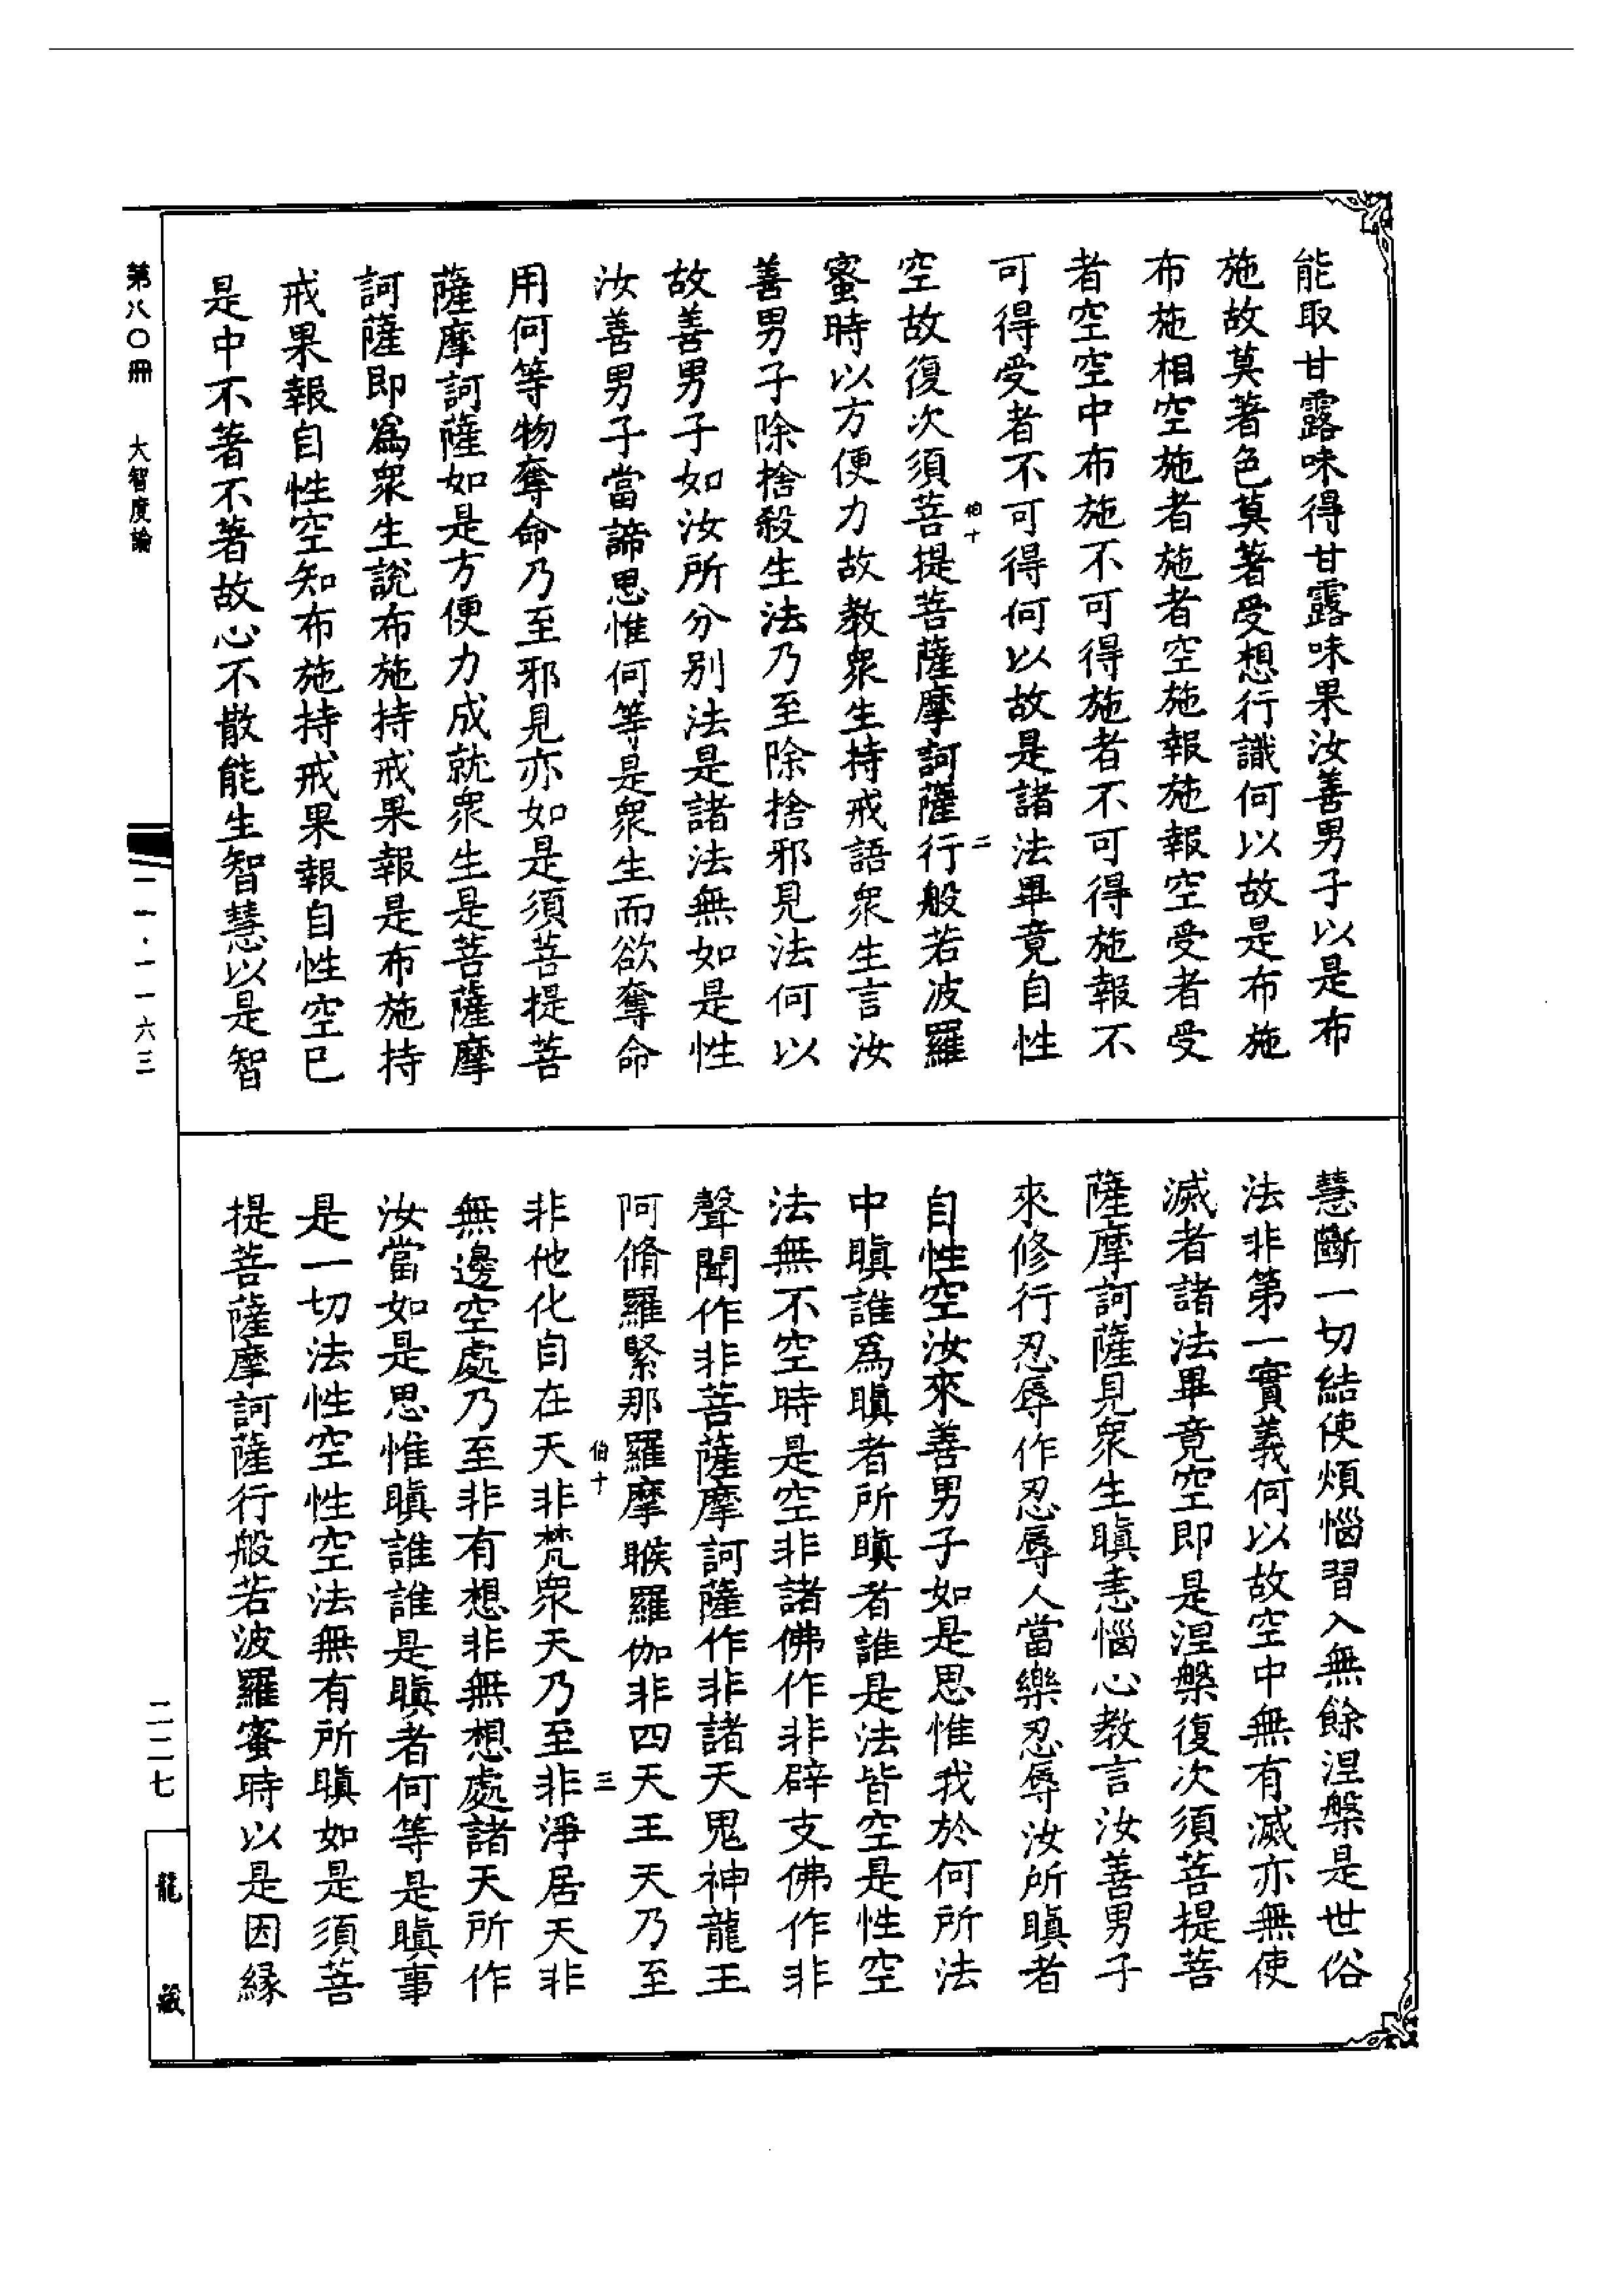 能取甘露味得甘露味果汝善男子以是布
施故莫著色莫著受想行識何以故是布施
布施相空施者施者空施報施報空受者受
者空空中布施不可得施者不可得施報不
可得受者不可得何以故是諸法畢竟自性
空故復次須菩提菩薩摩訶薩行般若波羅
伯十
二
蜜時以方便力故教衆生持戒語衆生言汝
善男子除捨殺生法乃至除捨邪見法何以
故善男子如汝所分別法是諸法無如是性
汝善男子當諦思惟何等是衆生而欲奪命
用何等物奪命乃至邪見亦如是須菩提菩
薩摩訶薩如是方便力成就衆生是菩薩摩
訶薩即為衆生說布施持戒果報是布施持
戒果報自性空知布施持戒果報自性空已
是中不著不著故心不散能生智慧以是智
慧斷一切結使煩惱習入無餘涅槃是世俗
法非第一實義何以故空中無有滅亦無使
滅者諸法畢竟空即是涅槃復次須菩提菩
薩摩訶薩見衆生瞋恚惱心教言汝善男子
來修行忍辱作忍辱人當樂忍辱汝所瞋者
自性空汝來善男子如是思惟我於何所法
中瞋誰為瞋者所瞋者誰是法皆空是性空
法無不空時是空非諸佛作非辟支佛作非
聲聞作非菩薩摩訶薩作非諸天鬼神龍王
阿脩羅緊那羅摩睺羅伽非四天王天乃至
伯十
三
非他化自在天非梵衆天乃至非淨居天非
無邊空處乃至非有想非無想處諸天所作
汝當如是思惟瞋誰誰是瞋者何等是瞋事
是一切法性空性空法無有所瞋如是須菩
提菩薩摩訶薩行般若波羅蜜時以是因緣
第八〇冊 大智度論
一一·一一六三
二二七
龍藏